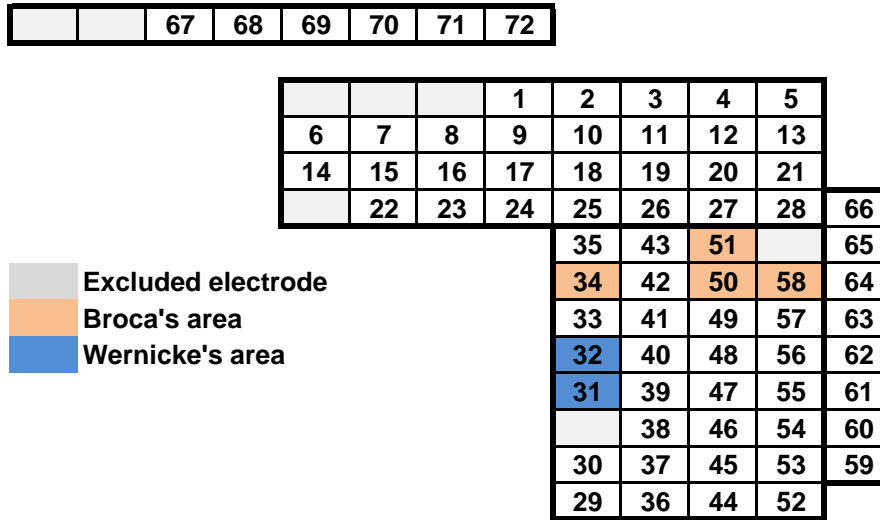 67 68 69 70 71 72
1 2 3 4 5
6 7 8 9 10 11 12 13
14 15 16 17 18 19 20 21
22 23 24 25 26 27 28 66
35 43 51 65
Excluded electrode 34 42 50 58 64
Broca's area 33 41 49 57 63
Wernicke's area 32 40 48 56 62
31 39 47 55 61
38 46 54 60
30 37 45 53 59
29 36 44 52